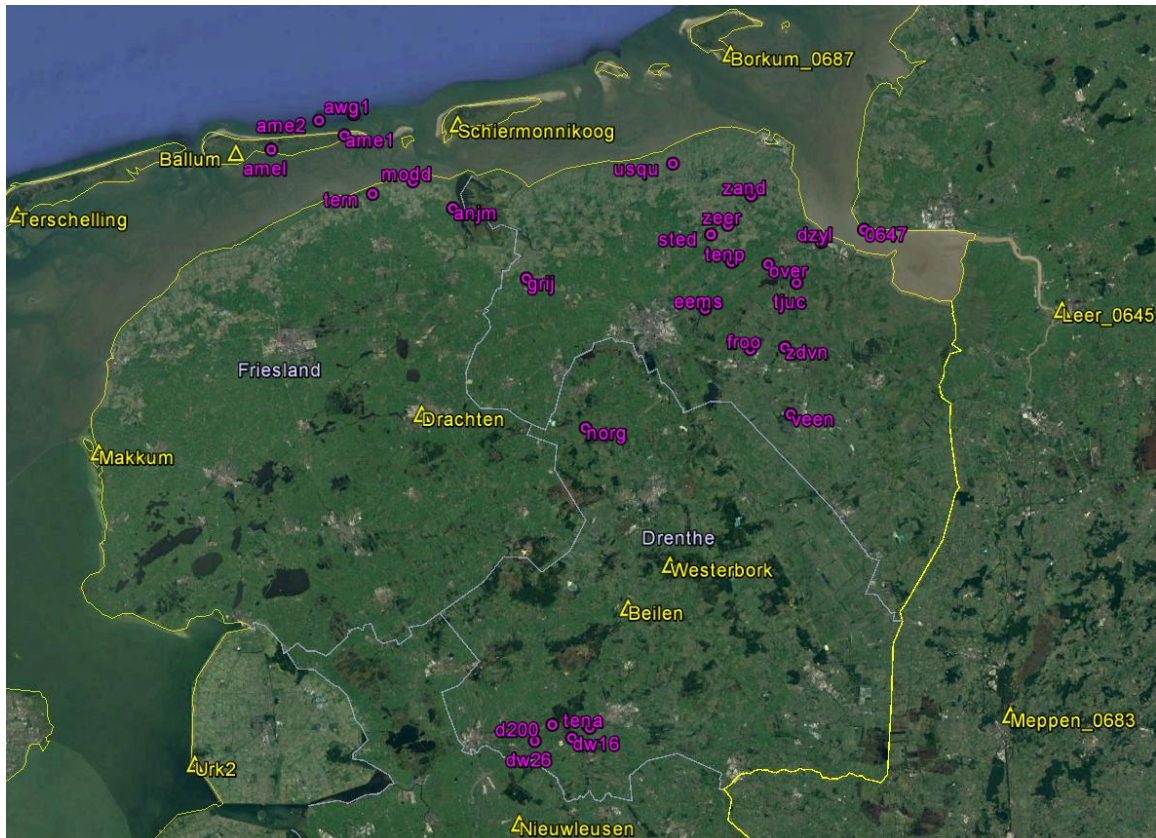 Borkum_0687
awg1
ame2
Schiermonnikoog
ame1
Ballum
amel
usqu
modd
zand
tern
Terschelling
anjm
zeer
0647
dzyl
sted
tenp
over
grij
tjuc
eems
Leer_0645
froo
zdvn
Friesland
Drachten
veen
norg
Makkum
Drenthe
Westerbork
Beilen
Meppen_0683
tena
d200
dw16
dw26
Urk2
Nieuwleusen